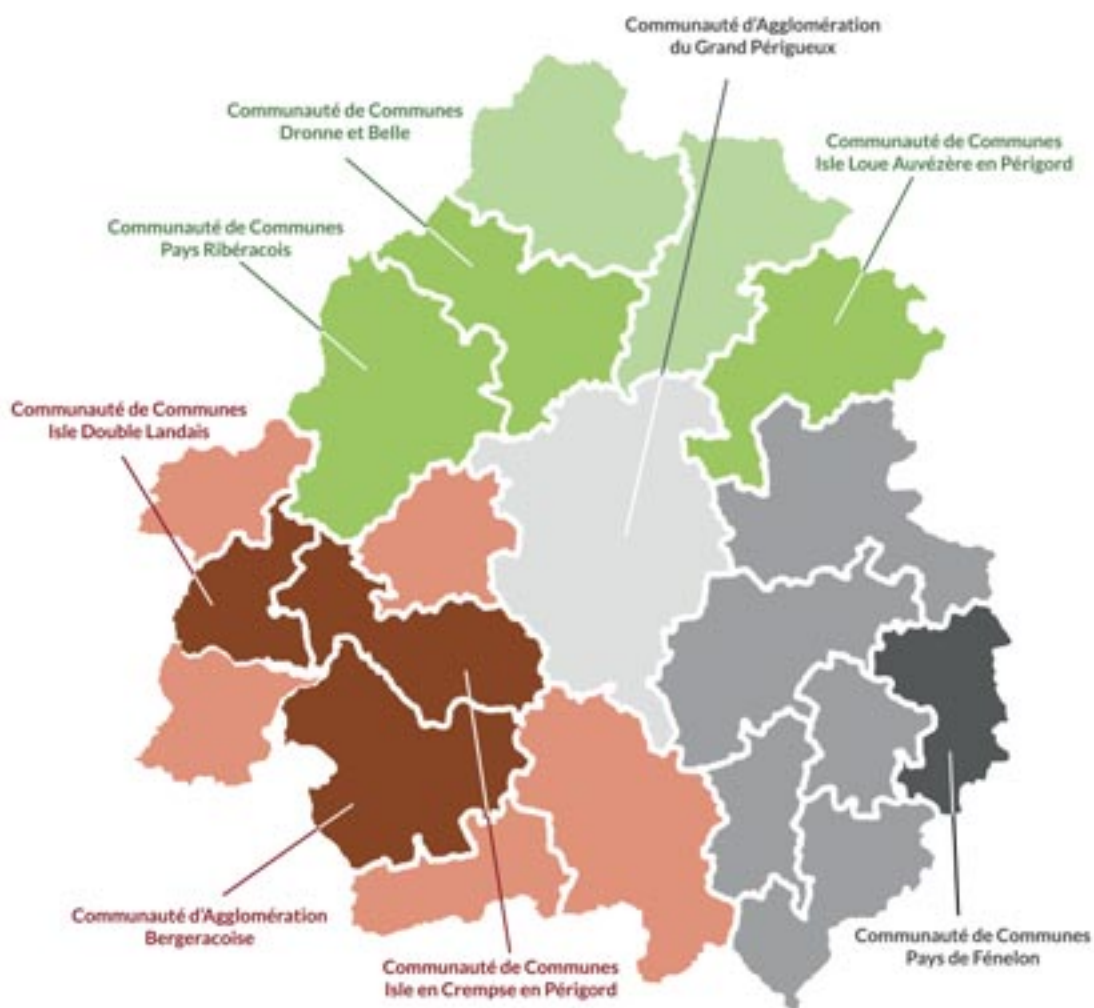 Communauté d'Agglomération
du Grand Périgueux
Communauté de Communes
Dronne et Belle
Communauté de Communes
Isle Loue Auvézère en Périgord
Communauté de Communes
Pays Ribéracois
Communauté de Communes
Isle Double Landais
Communauté d'Agglomération
Bergeracoise
Communauté de Communes
Isle en Crempse en Périgord
Communauté de Communes
Pays de Fénelon